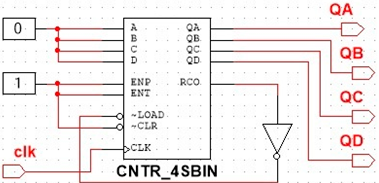 QA
0
A QA
B QB
QB
C QC
D QD
1
ENP RCO
QC
ENT
~LOAD
~CLR
clk
CLK
QD
CNTR_4SBIN